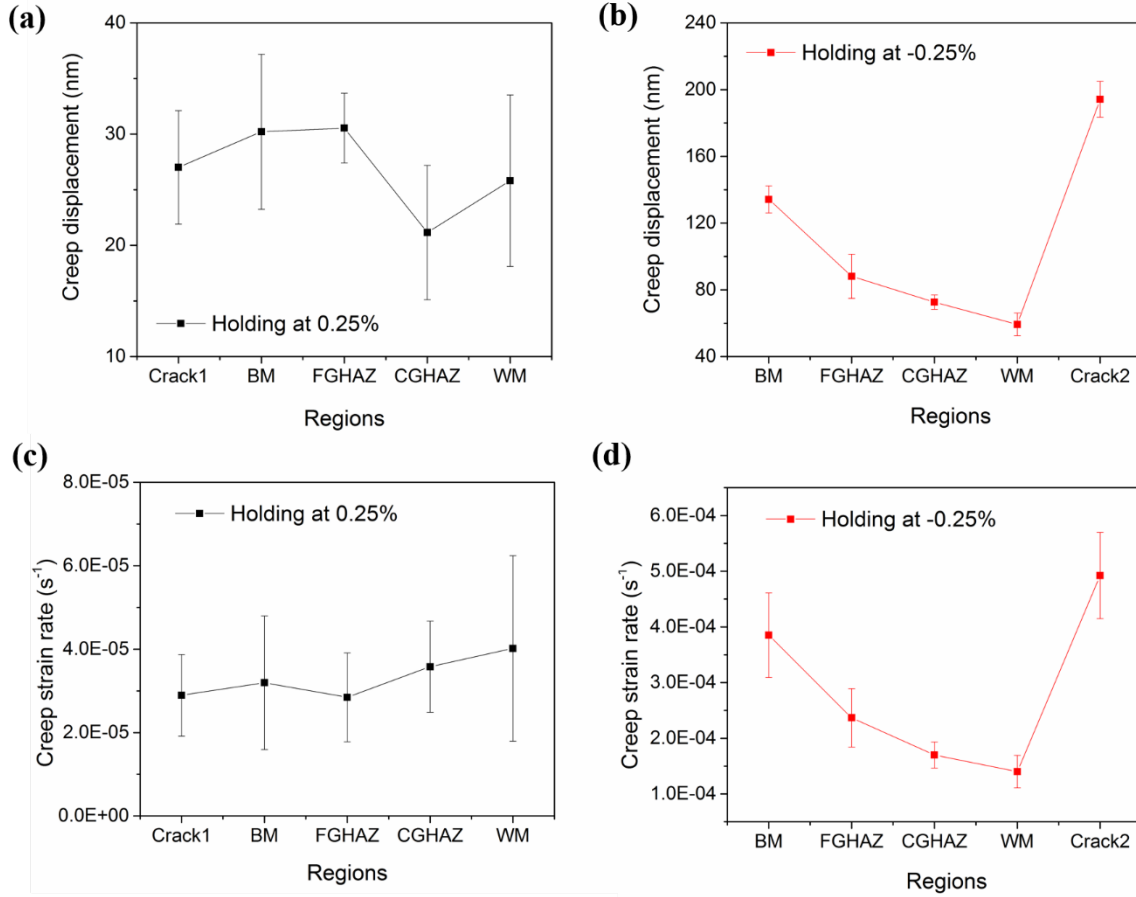 (a)
40
30
20
10
Creep displacement (nm)
Holding at 0.25%
Crack1 BM FGHAZ CGHAZ WM
Regions
(b)
240
200
160
120
80
40
Creep displacement (nm)
Holding at -0.25%
BM FGHAZ CGHAZ WM Crack2
Regions
(c)
8.0E-05
6.0E-05
4.0E-05
2.0E-05
0.0E+00
Creep strain rate (s⁻¹)
Holding at 0.25%
Crack1 BM FGHAZ CGHAZ WM
Regions
(d)
6.0E-04
5.0E-04
4.0E-04
3.0E-04
2.0E-04
1.0E-04
Creep strain rate (s⁻¹)
Holding at -0.25%
BM FGHAZ CGHAZ WM Crack2
Regions